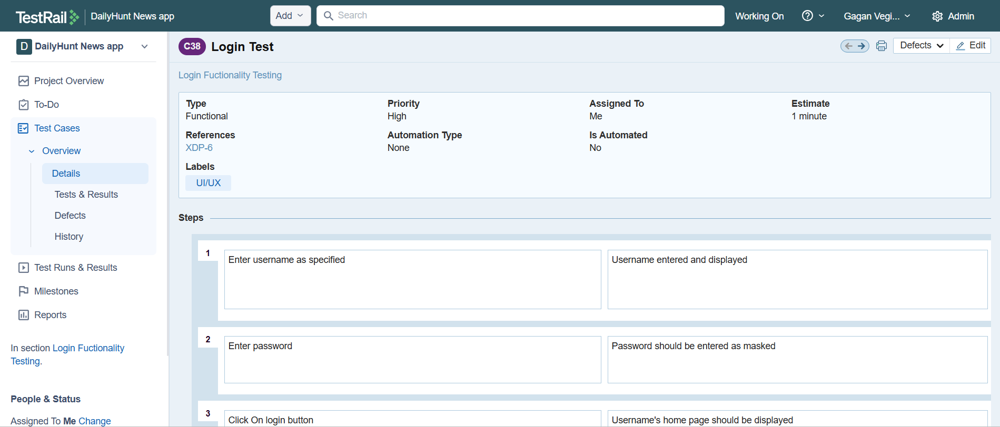 TestRail DailyHunt News app Add Search Working On Gagan Vegi... Admin
D DailyHunt News app
Project Overview
To-Do
Test Cases
Overview
Details
Tests & Results
Defects
History
Test Runs & Results
Milestones
Reports
In section Login Fuctionality
Testing.
People & Status
Assigned To Me Change
C38 Login Test Defects Edit
Login Fuctionality Testing
Type Priority Assigned To Estimate
Functional High Me 1 minute
References Automation Type Is Automated
XDP-6 None No
Labels
UI/UX
Steps
1 Enter username as specified Username entered and displayed
2 Enter password Password should be entered as masked
3 Click On login button Username's home page should be displayed